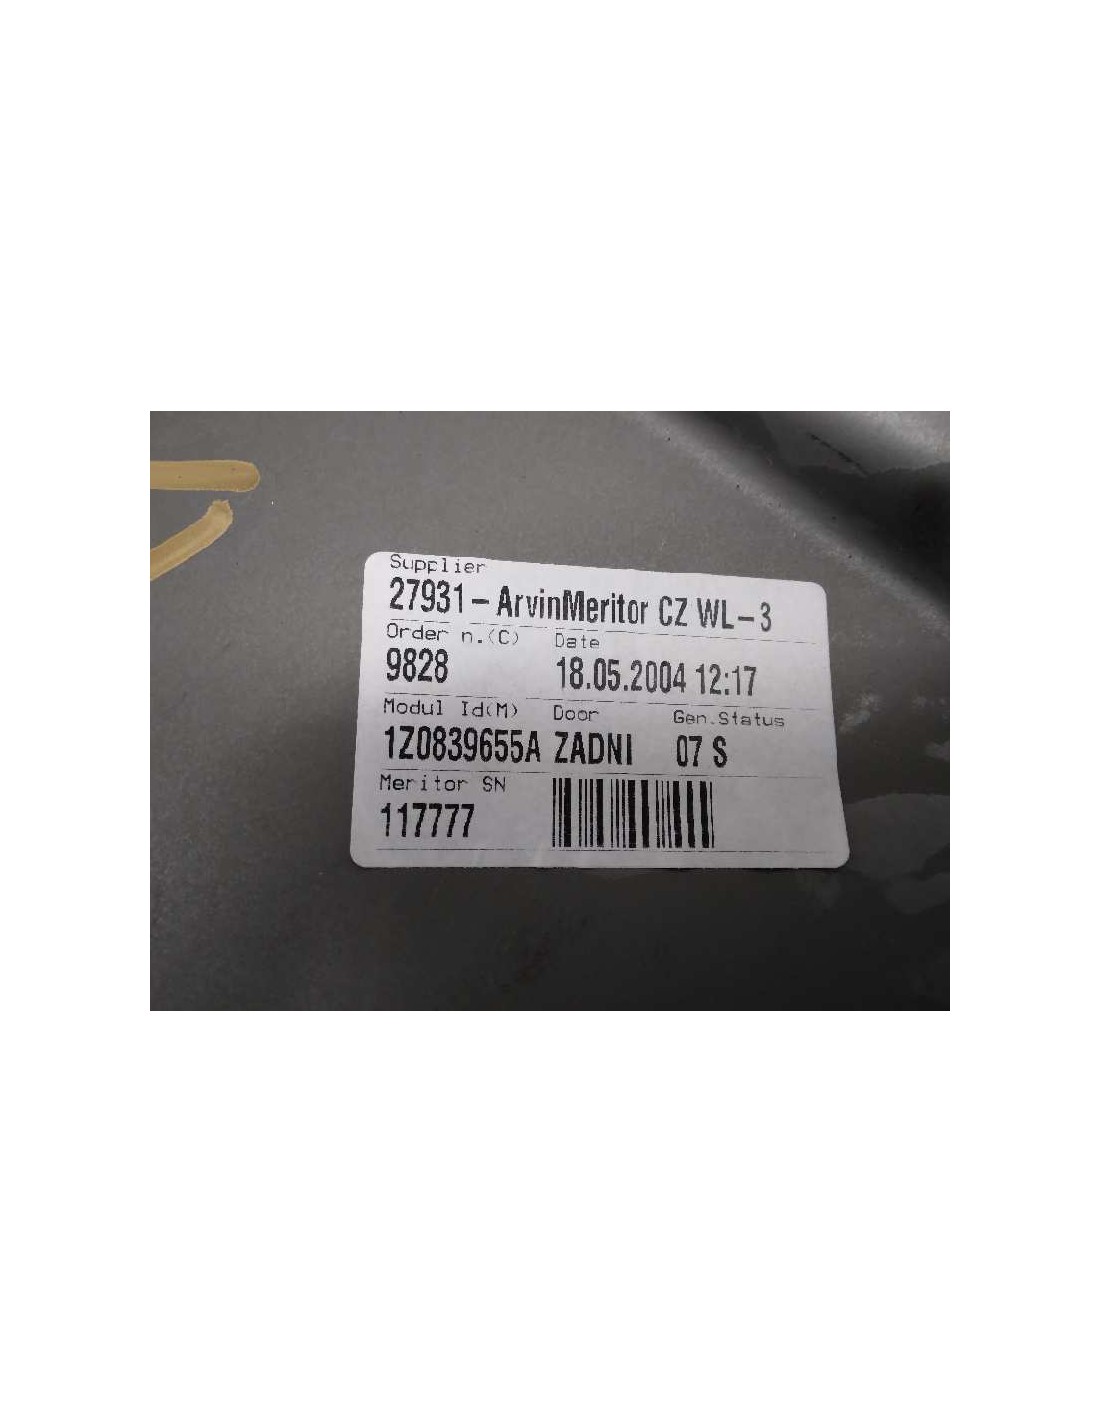 Supplier
27931-ArvinMeritor CZ WL-3
Order n.(C) Date
9828 18.05.2004 12:17
Modul Id(M) Door Gen.Status
1Z0839655A ZADNI 07 S
Meritor SN
117777